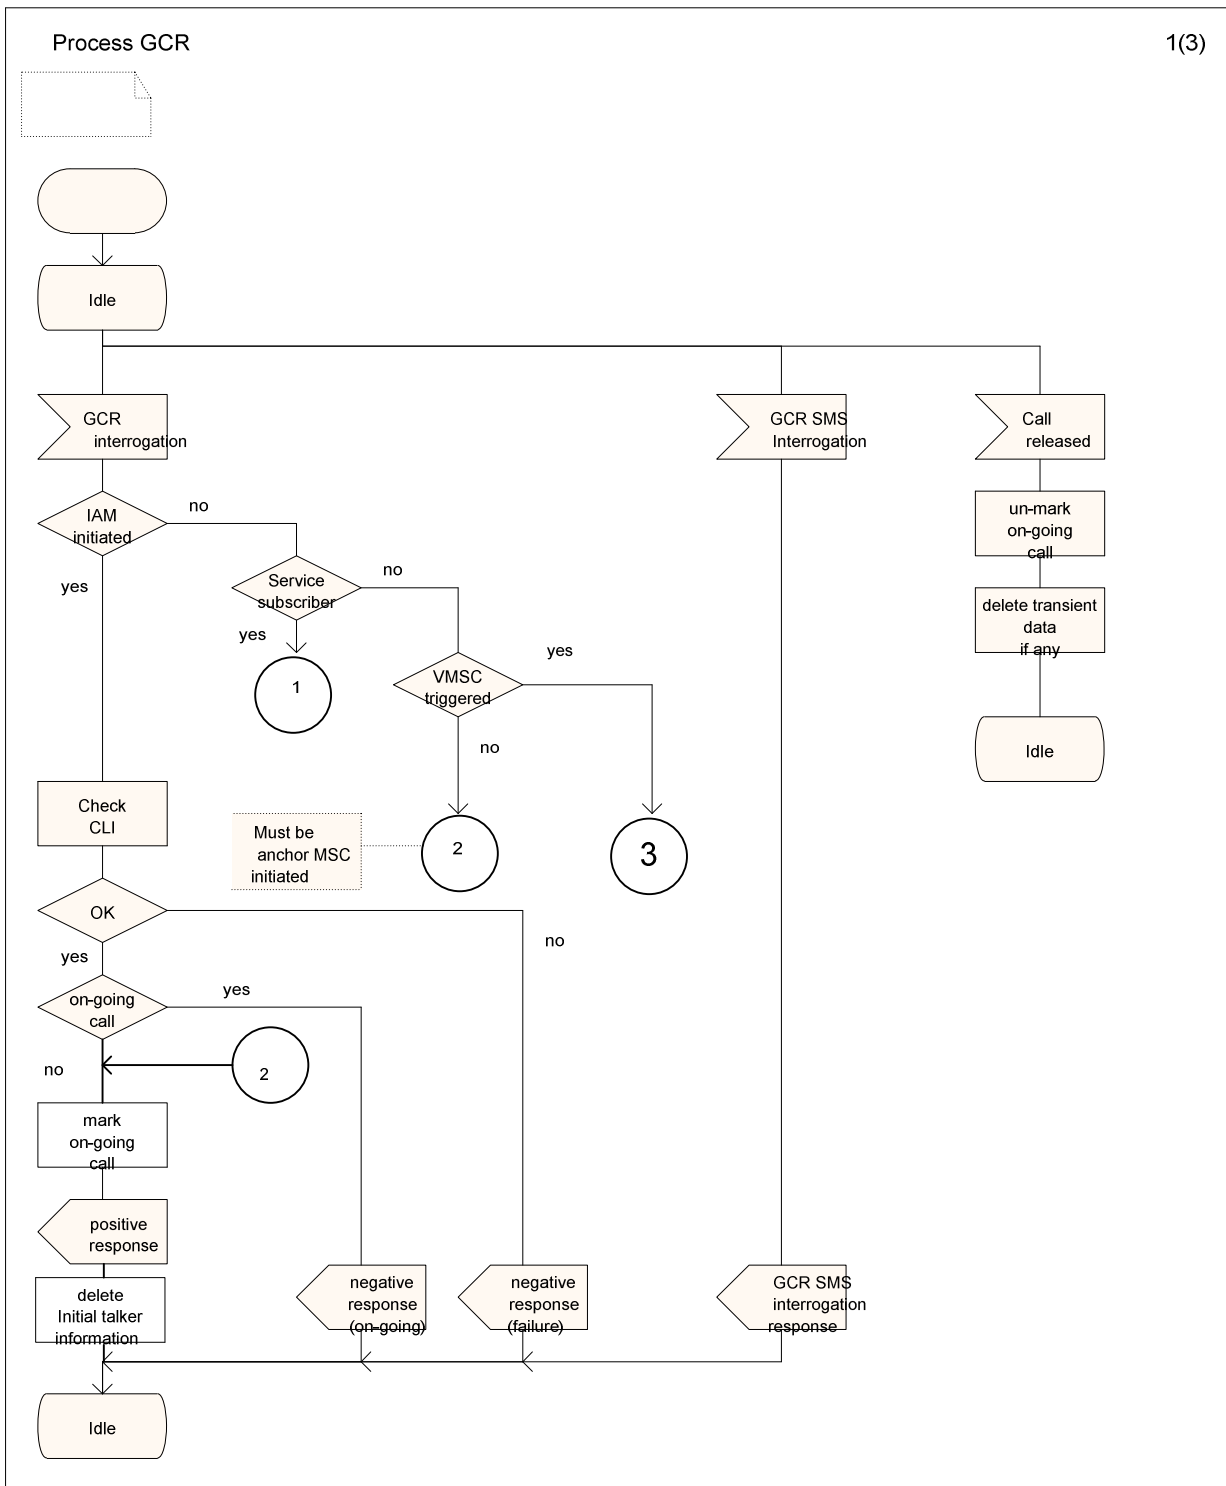 Process GCR
1(3)
Idle
GCR
interrogation
GCR SMS
Interrogation
Call
released
IAM
initiated
no
yes
un-mark
on-going
call
Service
subscriber
no
yes
delete transient
data
if any
1
VMSC
triggered
yes
no
Idle
Check
CLI
Must be
anchor MSC
initiated
2
3
OK
no
yes
on-going
call
yes
no
2
mark
on-going
call
positive
response
delete
Initial talker
information
negative
response
(on-going)
negative
response
(failure)
GCR SMS
interrogation
response
Idle